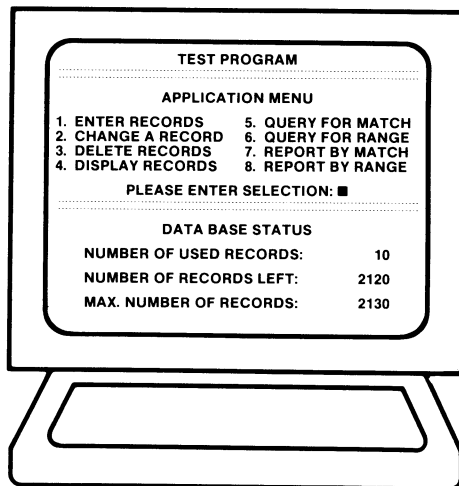 TEST PROGRAM
APPLICATION MENU
1. ENTER RECORDS 5. QUERY FOR MATCH
2. CHANGE A RECORD 6. QUERY FOR RANGE
3. DELETE RECORDS 7. REPORT BY MATCH
4. DISPLAY RECORDS 8. REPORT BY RANGE
PLEASE ENTER SELECTION: ■
DATA BASE STATUS
NUMBER OF USED RECORDS: 10
NUMBER OF RECORDS LEFT: 2120
MAX. NUMBER OF RECORDS: 2130